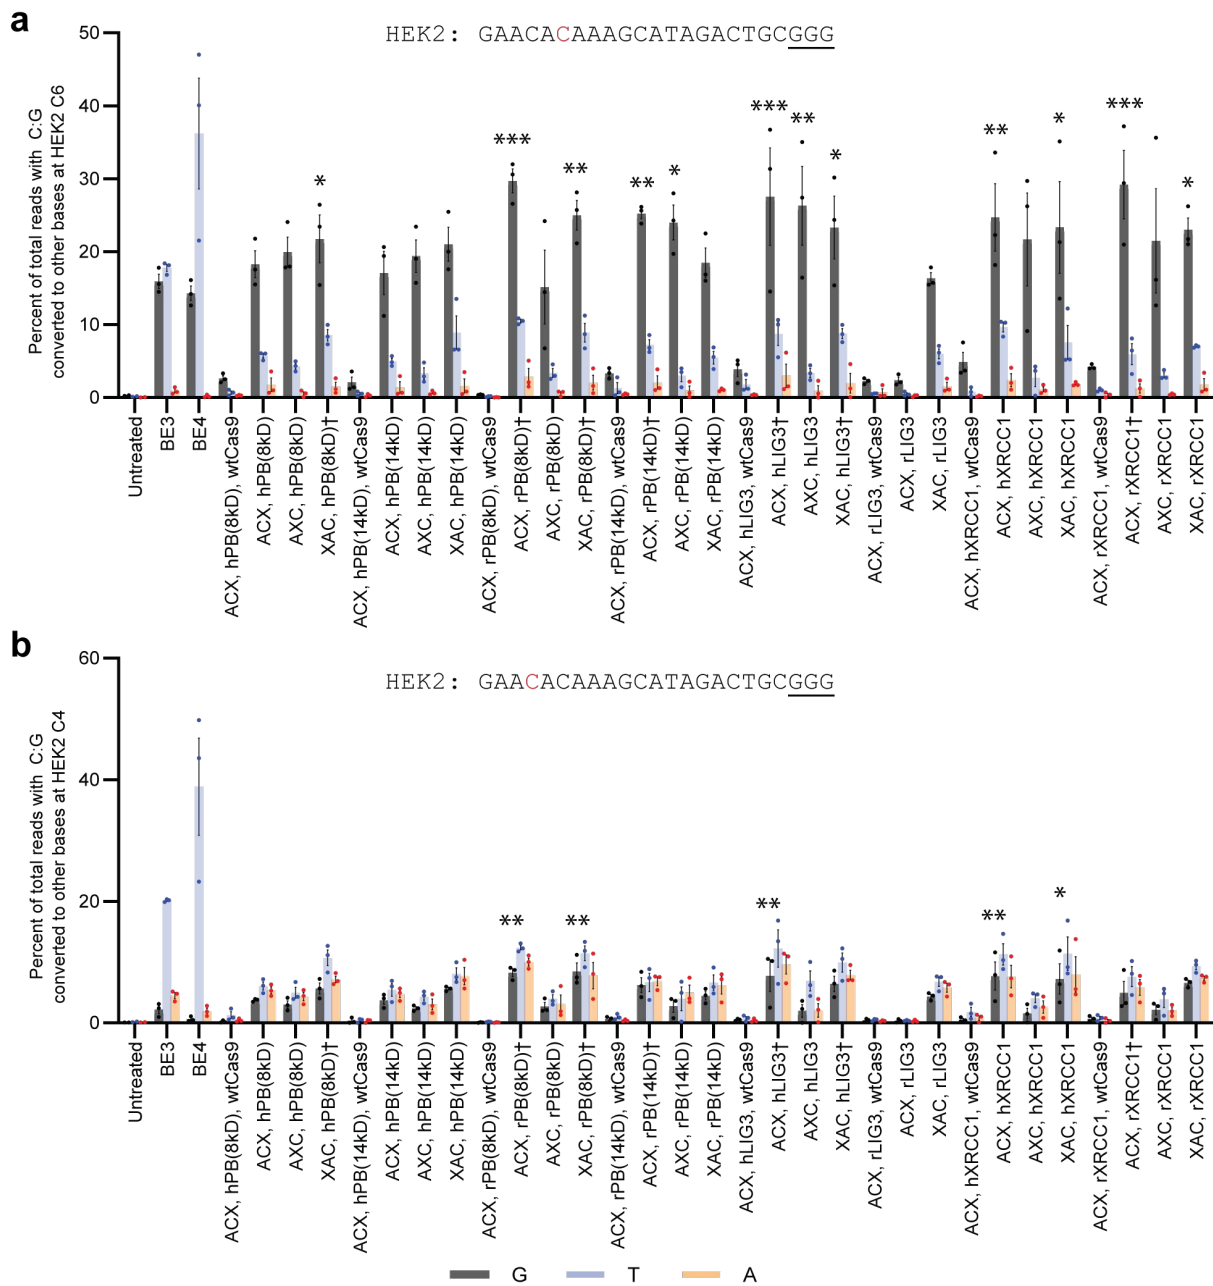 a
HEK2: GAACACAAAGCATAGACTGCGGG
Percent of total reads with C:G
converted to other bases at HEK2 C6
50
40
30
20
10
0
* *** ** ** * *** ** * ** * *** *
Untreated
BE3
BE4
ACX, hPB(8kD), wtCas9
ACX, hPB(8kD)
AXC, hPB(8kD)
XAC, hPB(8kD)†
ACX, hPB(14kD), wtCas9
ACX, hPB(14kD)
AXC, hPB(14kD)
XAC, hPB(14kD)
ACX, rPB(8kD), wtCas9
ACX, rPB(8kD)†
AXC, rPB(8kD)
XAC, rPB(8kD)†
ACX, rPB(14kD), wtCas9
ACX, rPB(14kD)†
AXC, rPB(14kD)
XAC, rPB(14kD)
ACX, hLIG3, wtCas9
ACX, hLIG3†
AXC, hLIG3
XAC, hLIG3†
ACX, rLIG3, wtCas9
ACX, rLIG3
XAC, rLIG3
ACX, hXRCC1, wtCas9
ACX, hXRCC1
AXC, hXRCC1
XAC, hXRCC1
ACX, rXRCC1, wtCas9
ACX, rXRCC1†
AXC, rXRCC1
XAC, rXRCC1
b
HEK2: GAACACAAAGCATAGACTGCGGG
Percent of total reads with C:G
converted to other bases at HEK2 C4
60
40
20
0
** ** ** ** *
Untreated
BE3
BE4
ACX, hPB(8kD), wtCas9
ACX, hPB(8kD)
AXC, hPB(8kD)
XAC, hPB(8kD)†
ACX, hPB(14kD), wtCas9
ACX, hPB(14kD)
AXC, hPB(14kD)
XAC, hPB(14kD)
ACX, rPB(8kD), wtCas9
ACX, rPB(8kD)†
AXC, rPB(8kD)
XAC, rPB(8kD)†
ACX, rPB(14kD), wtCas9
ACX, rPB(14kD)†
AXC, rPB(14kD)
XAC, rPB(14kD)
ACX, hLIG3, wtCas9
ACX, hLIG3†
AXC, hLIG3
XAC, hLIG3†
ACX, rLIG3, wtCas9
ACX, rLIG3
XAC, rLIG3
ACX, hXRCC1, wtCas9
ACX, hXRCC1
AXC, hXRCC1
XAC, hXRCC1
ACX, rXRCC1, wtCas9
ACX, rXRCC1†
AXC, rXRCC1
XAC, rXRCC1
G T A